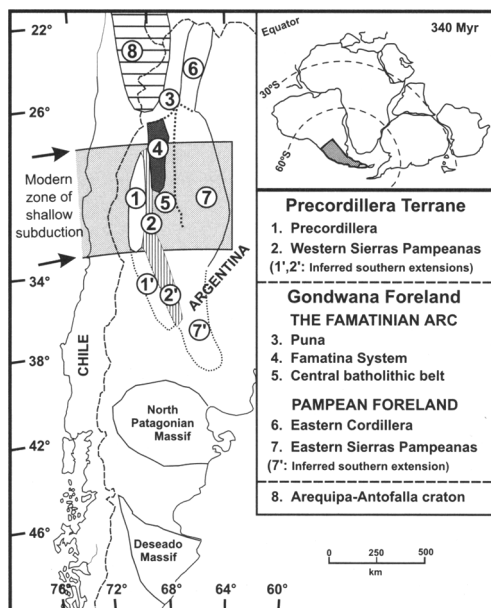 22°
26°
34°
38°
42°
46°
76°
72°
68°
64°
60°
8
6
3
4
1
5
7
2
1'
2'
7'
Modern
zone of
shallow
subduction
CHILE
ARGENTINA
North
Patagonian
Massif
Deseado
Massif
340 Myr
Equator
30°S
60°S
Precordillera Terrane
1. Precordillera
2. Western Sierras Pampeanas
(1',2': Inferred southern extensions)
Gondwana Foreland
THE FAMATINIAN ARC
3. Puna
4. Famatina System
5. Central batholithic belt
PAMPEAN FORELAND
6. Eastern Cordillera
7. Eastern Sierras Pampeanas
(7': Inferred southern extension)
8. Arequipa-Antofalla craton
0 250 500
km